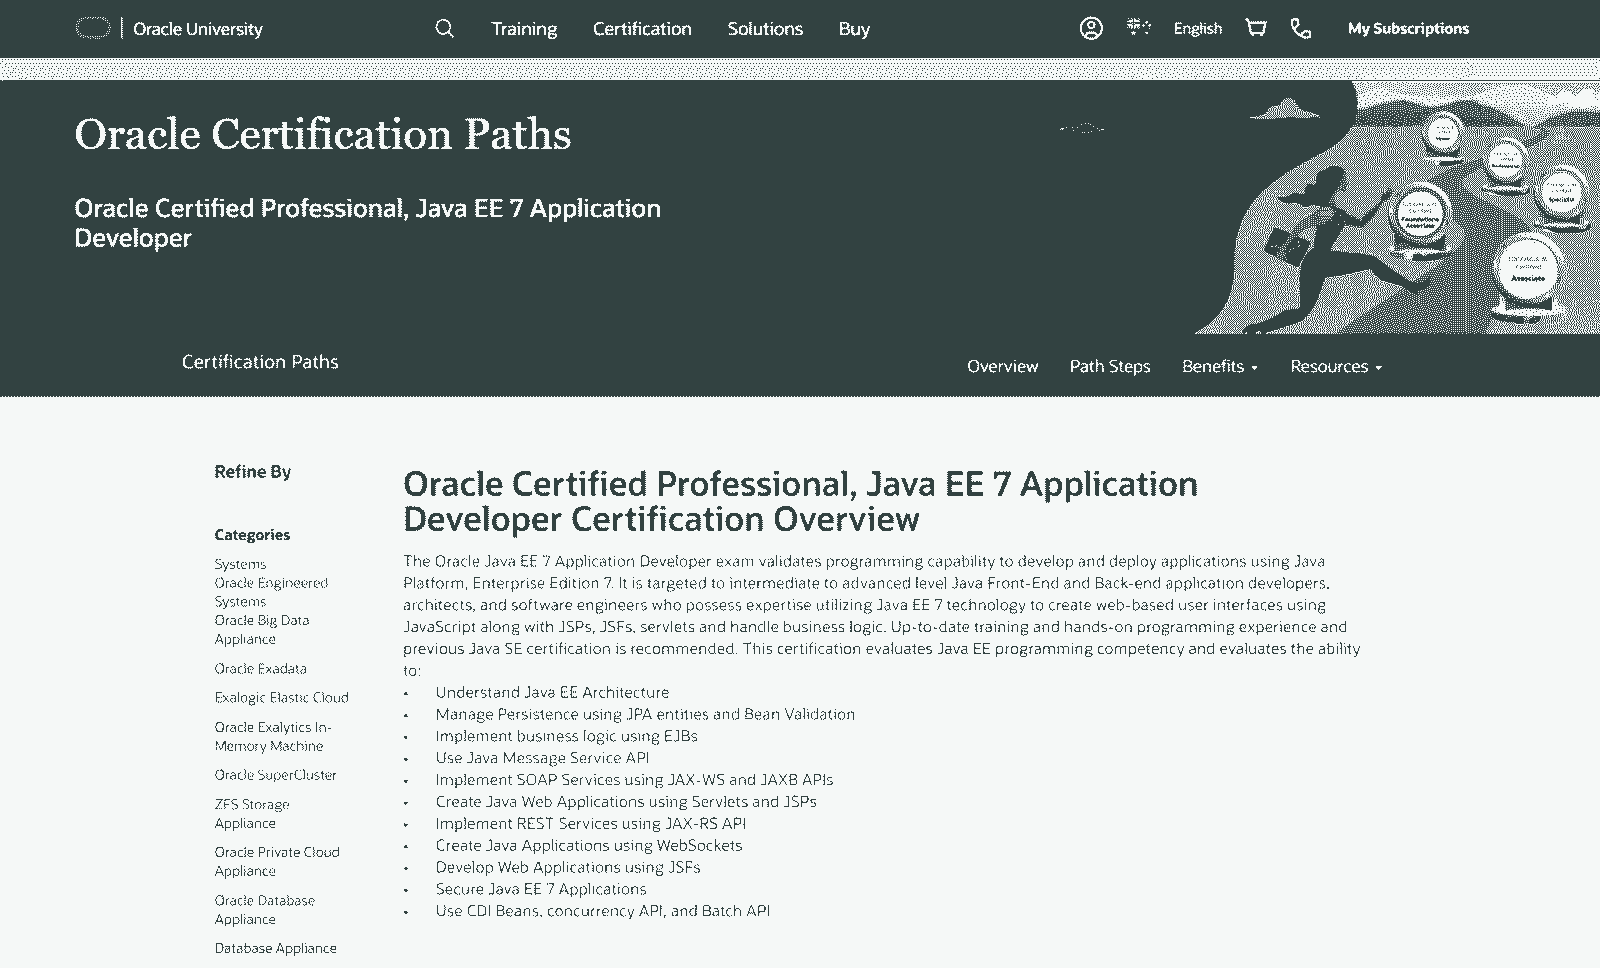 Oracle University
Training
Certification
Solutions
Buy
English
My Subscriptions
Oracle Certification Paths
Oracle Certified Professional, Java EE 7 Application
Developer
Foundations
Associate
Specialist
Associate
Certification Paths
Overview
Path Steps
Benefits
Resources
Refine By
Categories
Systems
Oracle Engineered
Systems
Oracle Big Data
Appliance
Oracle Exadata
Exalogic Elastic Cloud
Oracle Exalytics In-
Memory Machine
Oracle SuperCluster
ZFS Storage
Appliance
Oracle Private Cloud
Appliance
Oracle Database
Appliance
Database Appliance
Oracle Certified Professional, Java EE 7 Application
Developer Certification Overview
The Oracle Java EE 7 Application Developer exam validates programming capability to develop and deploy applications using Java
Platform, Enterprise Edition 7. It is targeted to intermediate to advanced level Java Front-End and Back-end application developers,
architects, and software engineers who possess expertise utilizing Java EE 7 technology to create web-based user interfaces using
JavaScript along with JSPs, JSFs, servlets and handle business logic. Up-to-date training and hands-on programming experience and
previous Java SE certification is recommended. This certification evaluates Java EE programming competency and evaluates the ability
to:
• Understand Java EE Architecture
• Manage Persistence using JPA entities and Bean Validation
• Implement business logic using EJBs
• Use Java Message Service API
• Implement SOAP Services using JAX-WS and JAXB APIs
• Create Java Web Applications using Servlets and JSPs
• Implement REST Services using JAX-RS API
• Create Java Applications using WebSockets
• Develop Web Applications using JSFs
• Secure Java EE 7 Applications
• Use CDI Beans, concurrency API, and Batch API